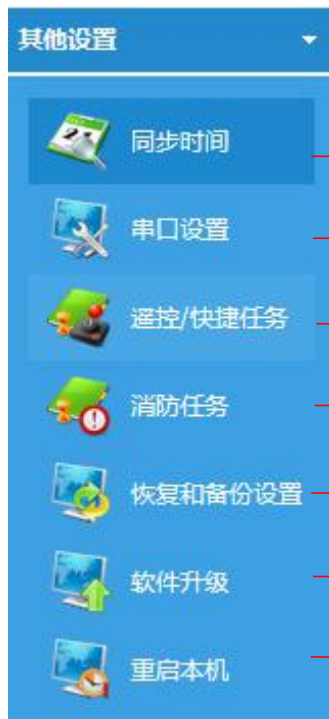 其他设置
同步时间
串口设置
遥控/快捷任务
消防任务
恢复和备份设置
软件升级
重启本机